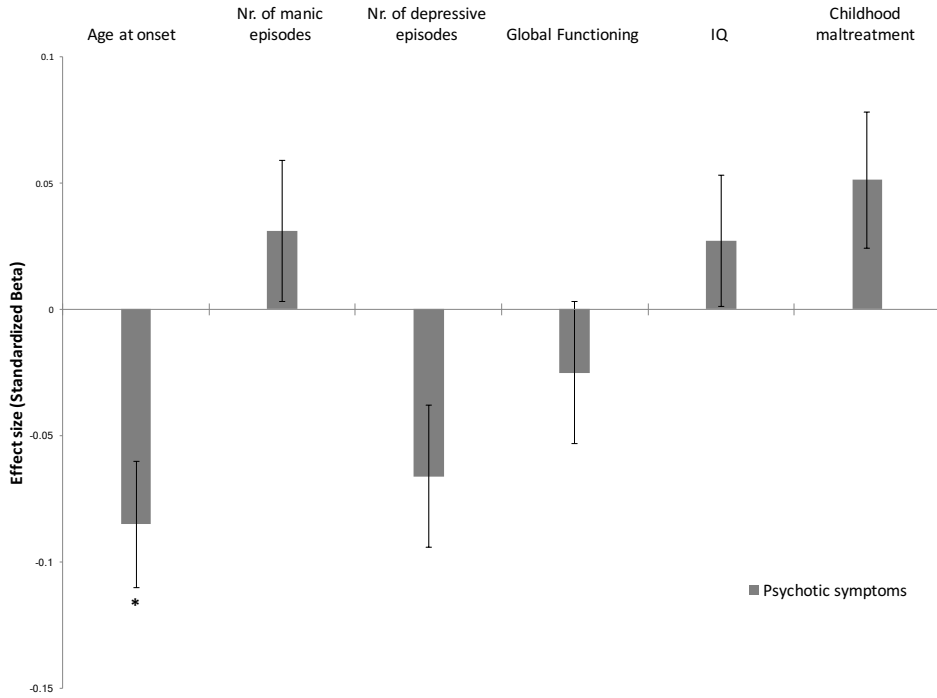 Age at onset
Nr. of manic
episodes
Nr. of depressive
episodes
Global Functioning
IQ
Childhood
maltreatment
Effect size (Standardized Beta)
0.1
0.05
0
-0.05
-0.1
-0.15
*
Psychotic symptoms